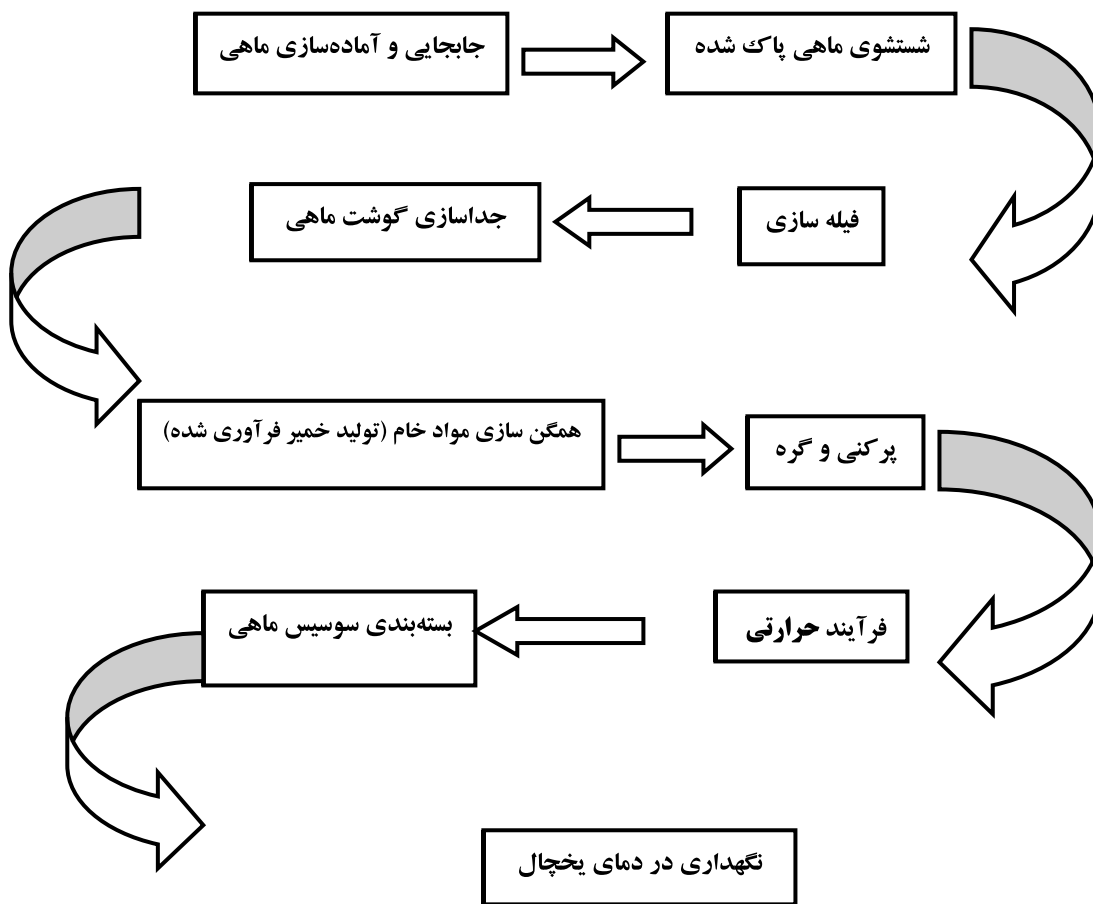 جابجایی و آماده‌سازی ماهی
شستشوی ماهی پاک شده
فیله سازی
جداسازی گوشت ماهی
همگن سازی مواد خام (تولید خمیر فرآوری شده)
پرکنی و گره
فرآیند حرارتی
بسته‌بندی سوسیس ماهی
نگهداری در دمای یخچال